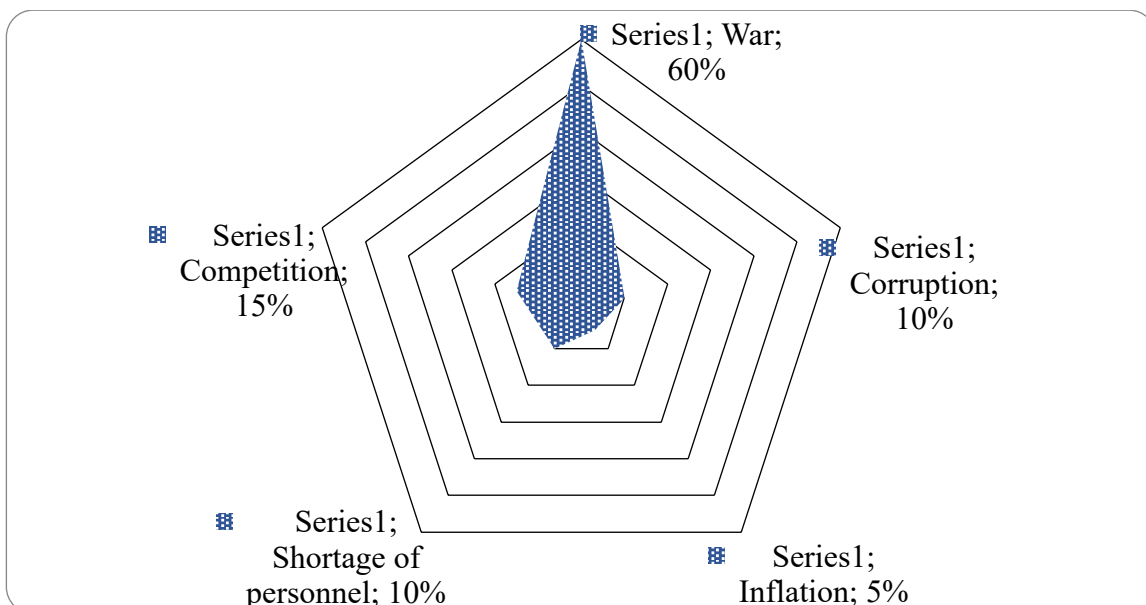 Series1; War;
60%
Series1;
Corruption;
10%
Series1;
Inflation; 5%
Series1;
Shortage of
personnel; 10%
Series1;
Competition;
15%